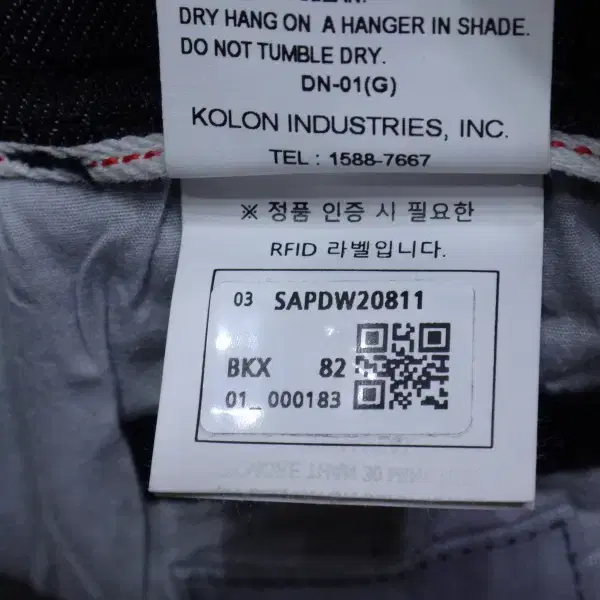 DRY HANG ON A HANGER IN SHADE.
DO NOT TUMBLE DRY.
DN-01(G)
KOLON INDUSTRIES, INC.
TEL : 1588-7667
※ 정품 인증 시 필요한
RFID 라벨입니다.
03 SAPDW20811
BKX 82
01_ 000183